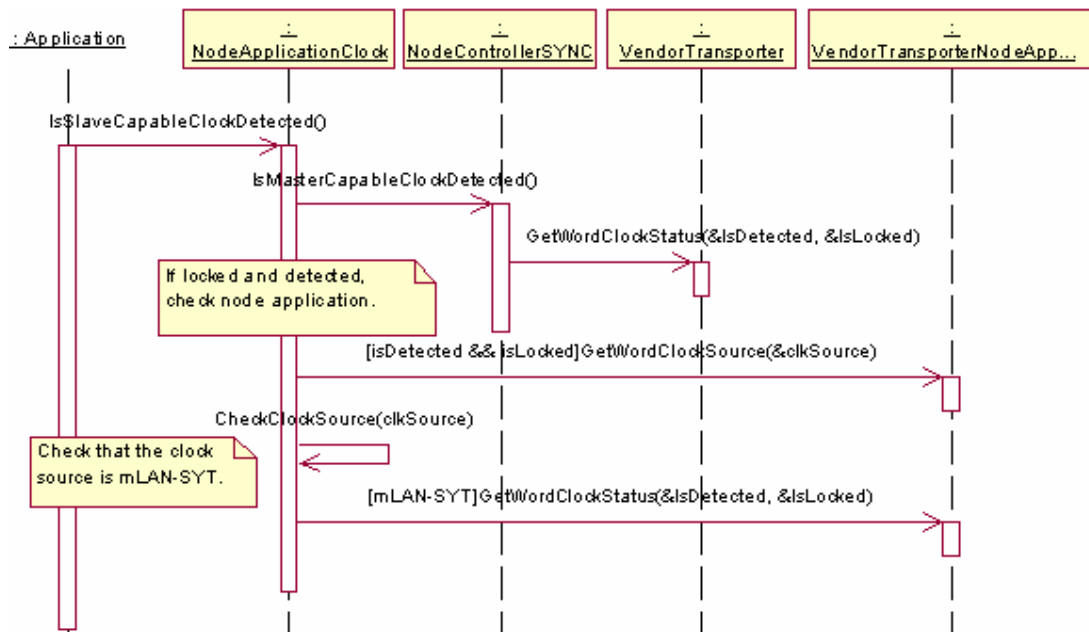 : Application
:
NodeApplicationClock
:
NodeControllerSYNC
:
VendorTransporter
:
VendorTransporterNodeApp...
IsSlaveCapableClockDetected()
IsMasterCapableClockDetected()
GetWordClockStatus(&IsDetected, &IsLocked)
If locked and detected,
check node application.
[isDetected && isLocked]GetWordClockSource(&clkSource)
CheckClockSource(clkSource)
Check that the clock
source is mLAN-SYT.
[mLAN-SYT]GetWordClockStatus(&IsDetected, &IsLocked)